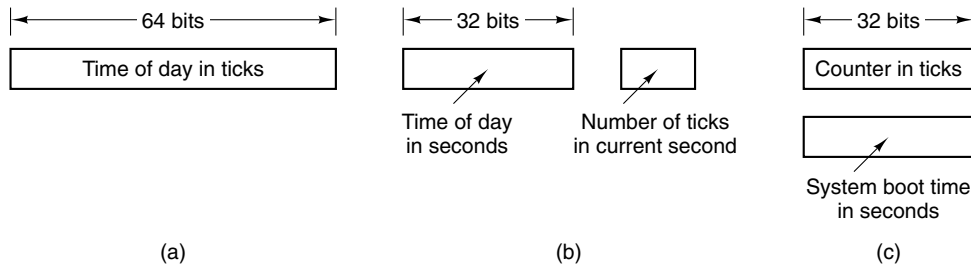 64 bits
Time of day in ticks
(a)
32 bits
Time of day
in seconds
Number of ticks
in current second
(b)
32 bits
Counter in ticks
System boot time
in seconds
(c)